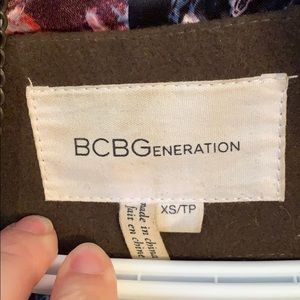 BCBGENERATION
XS/TP
made in china
fait en chine